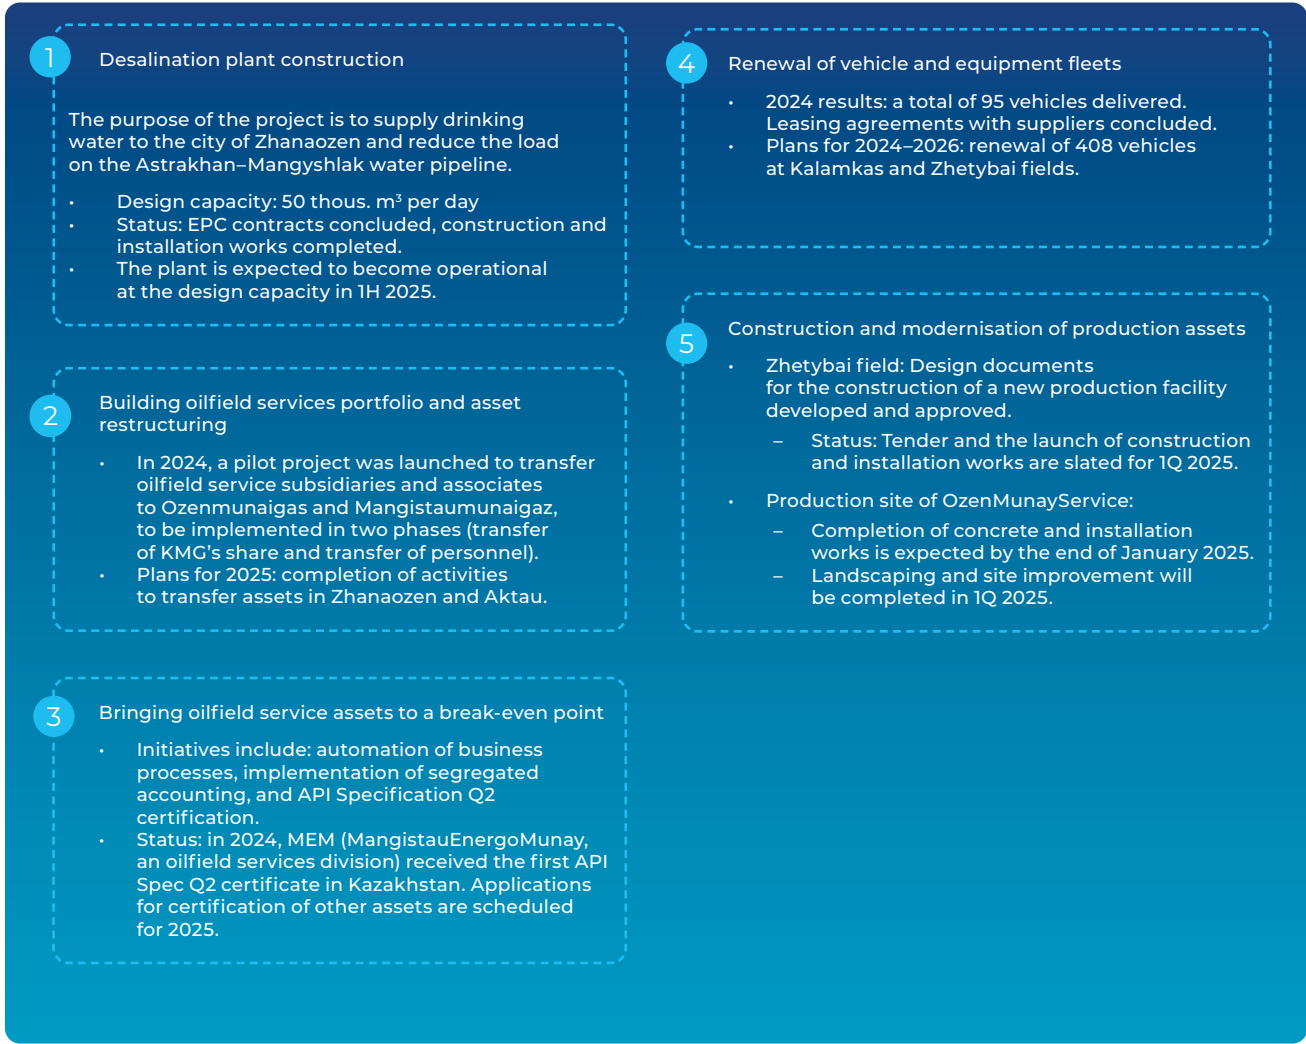 1
Desalination plant construction
The purpose of the project is to supply drinking
water to the city of Zhanaozen and reduce the load
on the Astrakhan–Mangyshlak water pipeline.
• Design capacity: 50 thous. m³ per day
• Status: EPC contracts concluded, construction and
installation works completed.
• The plant is expected to become operational
at the design capacity in 1H 2025.
2
Building oilfield services portfolio and asset
restructuring
• In 2024, a pilot project was launched to transfer
oilfield service subsidiaries and associates
to Ozenmunaigas and Mangistaumunaigaz,
to be implemented in two phases (transfer
of KMG’s share and transfer of personnel).
• Plans for 2025: completion of activities
to transfer assets in Zhanaozen and Aktau.
3
Bringing oilfield service assets to a break-even point
• Initiatives include: automation of business
processes, implementation of segregated
accounting, and API Specification Q2
certification.
• Status: in 2024, MEM (MangistauEnergoMunay,
an oilfield services division) received the first API
Spec Q2 certificate in Kazakhstan. Applications
for certification of other assets are scheduled
for 2025.
4
Renewal of vehicle and equipment fleets
• 2024 results: a total of 95 vehicles delivered.
Leasing agreements with suppliers concluded.
• Plans for 2024–2026: renewal of 408 vehicles
at Kalamkas and Zhetybai fields.
5
Construction and modernisation of production assets
• Zhetybai field: Design documents
for the construction of a new production facility
developed and approved.
– Status: Tender and the launch of construction
and installation works are slated for 1Q 2025.
• Production site of OzenMunayService:
– Completion of concrete and installation
works is expected by the end of January 2025.
– Landscaping and site improvement will
be completed in 1Q 2025.